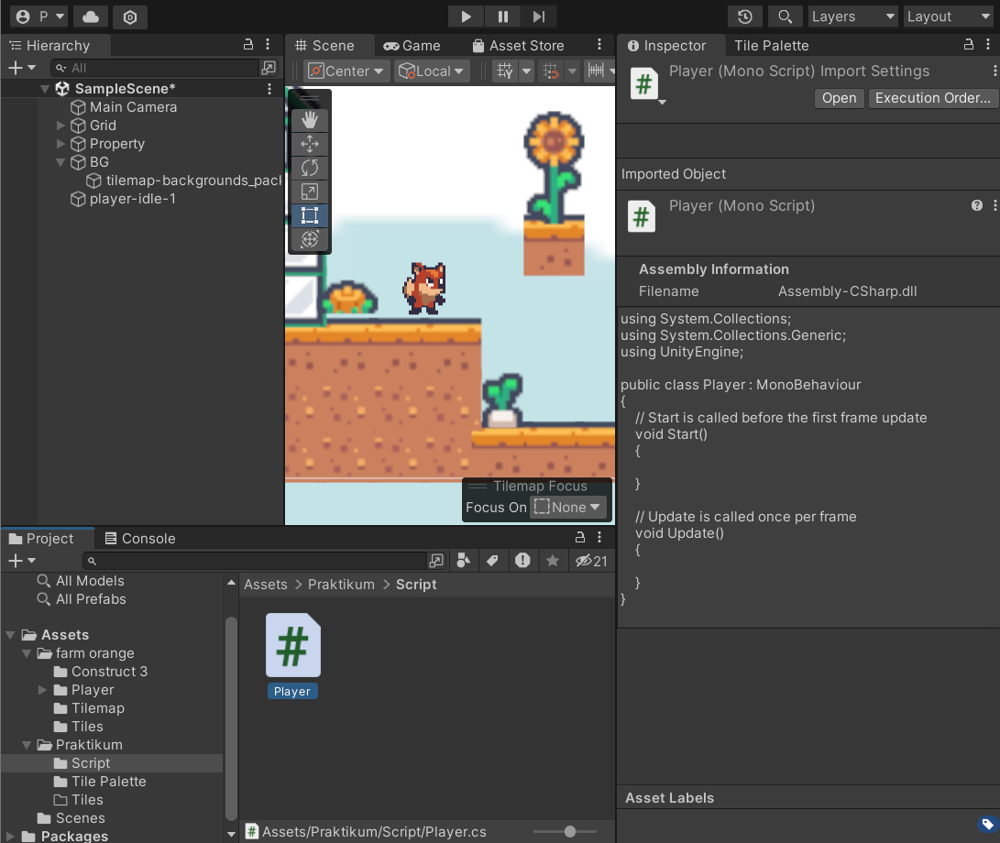 P
Layers
Layout
Hierarchy
All
SampleScene*
Main Camera
Grid
Property
BG
tilemap-backgrounds_pack
player-idle-1
Scene
Game
Asset Store
Center
Local
Y
Tilemap Focus
Focus On
None
Inspector
Tile Palette
#
Player (Mono Script) Import Settings
Open
Execution Order...
Imported Object
#
Player (Mono Script)
Assembly Information
Filename
Assembly-CSharp.dll
using System.Collections;
using System.Collections.Generic;
using UnityEngine;
public class Player : MonoBehaviour
{
// Start is called before the first frame update
void Start()
{
}
// Update is called once per frame
void Update()
{
}
}
Asset Labels
Project
Console
21
All Models
All Prefabs
Assets
farm orange
Construct 3
Player
Tilemap
Tiles
Praktikum
Script
Tile Palette
Tiles
Scenes
Packages
Assets > Praktikum > Script
#
Player
# Assets/Praktikum/Script/Player.cs